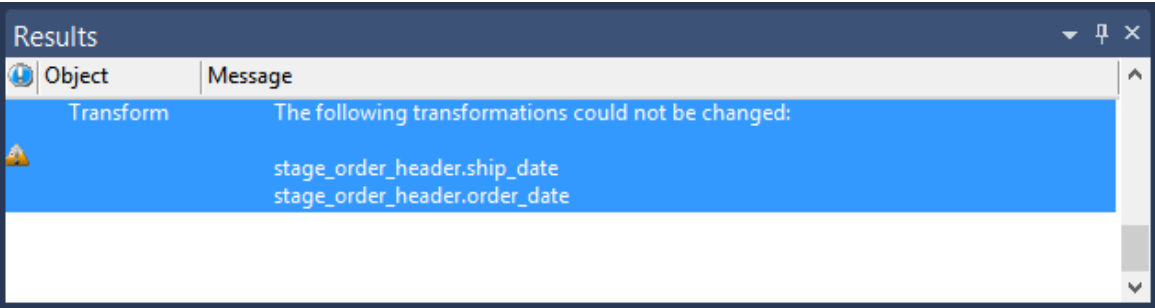 Results
Object Message
Transform The following transformations could not be changed:
stage_order_header.ship_date
stage_order_header.order_date